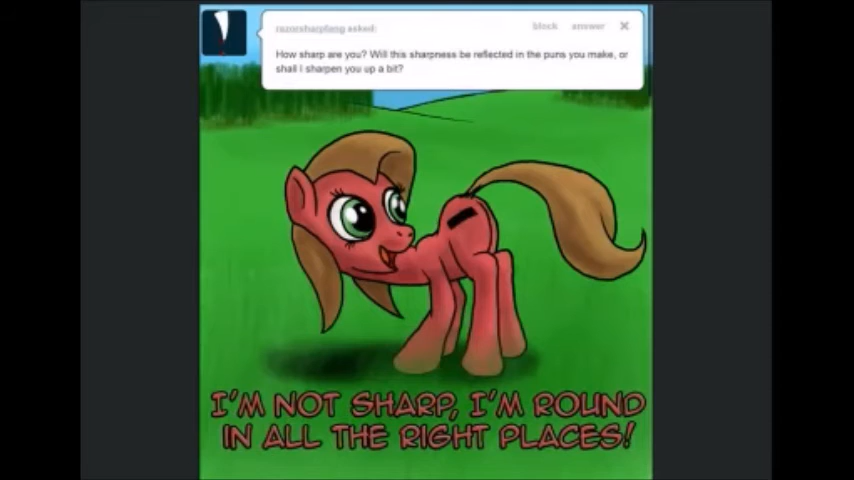 razorsharpfang asked:
block answer
How sharp are you? Will this sharpness be reflected in the puns you make, or
shall I sharpen you up a bit?
I'M NOT SHARP, I'M ROUND
IN ALL THE RIGHT PLACES!